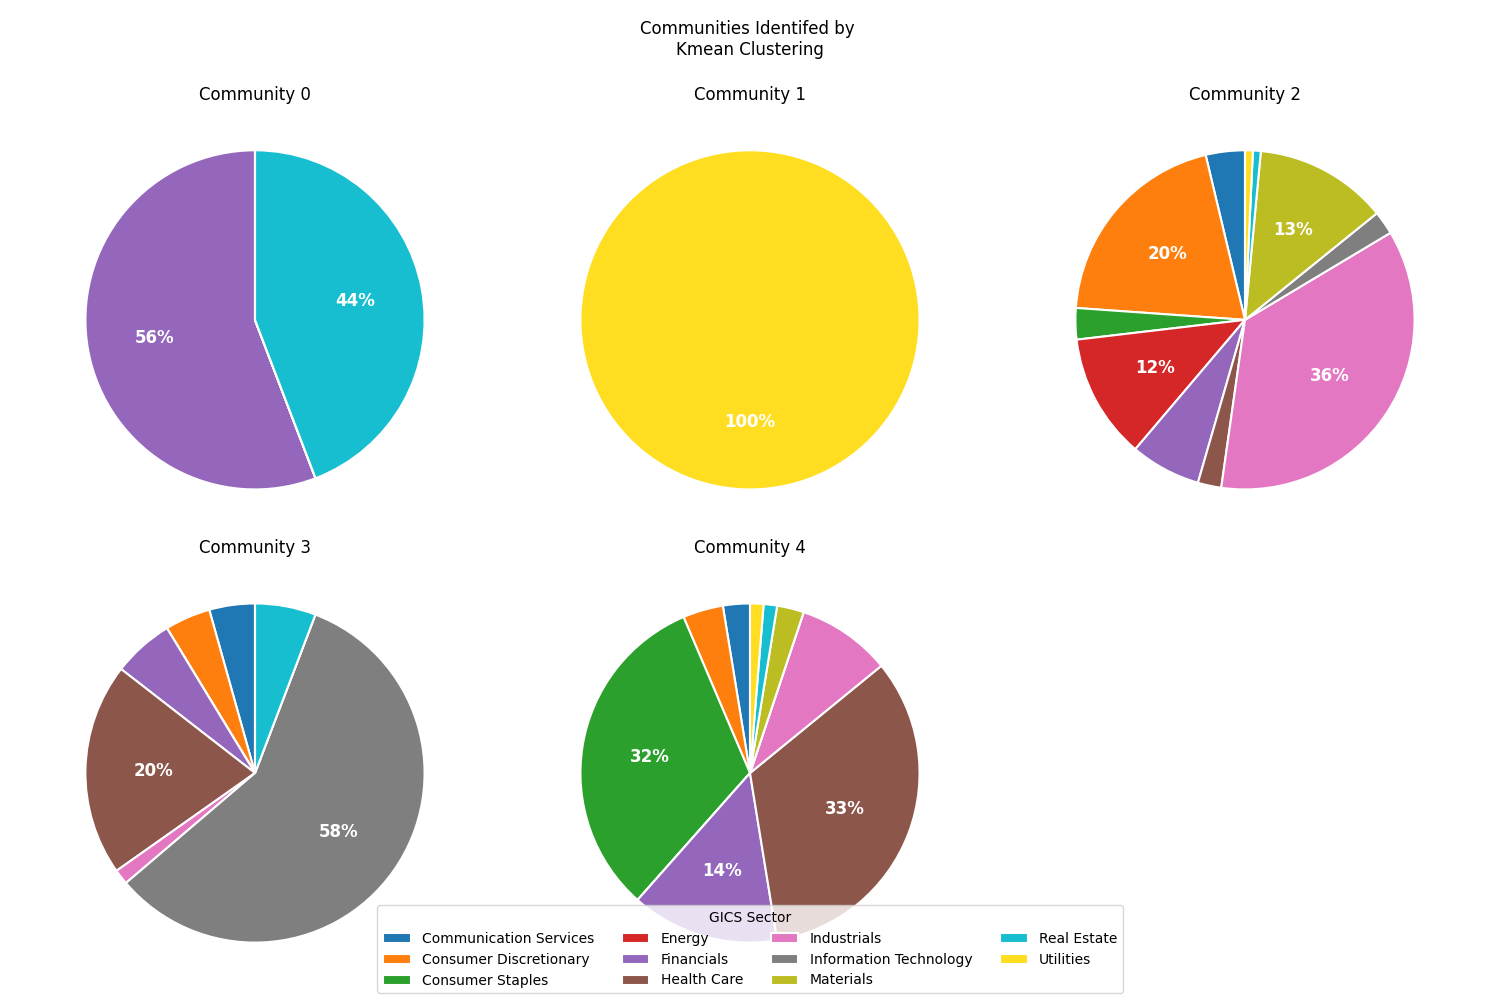 Communities Identifed by
Kmean Clustering
Community 0
44%
56%
Community 1
100%
Community 2
13%
20%
12%
36%
Community 3
20%
58%
Community 4
32%
33%
14%
GICS Sector
Communication Services
Consumer Discretionary
Consumer Staples
Energy
Financials
Health Care
Industrials
Information Technology
Materials
Real Estate
Utilities